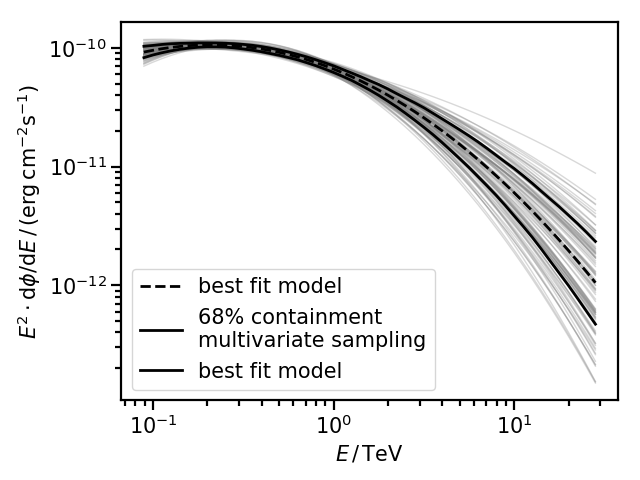 10⁻¹⁰
10⁻¹¹
10⁻¹²
E² · dϕ/dE / (erg cm⁻² s⁻¹)
best fit model
68% containment
multivariate sampling
best fit model
10⁻¹ 10⁰ 10¹
E / TeV